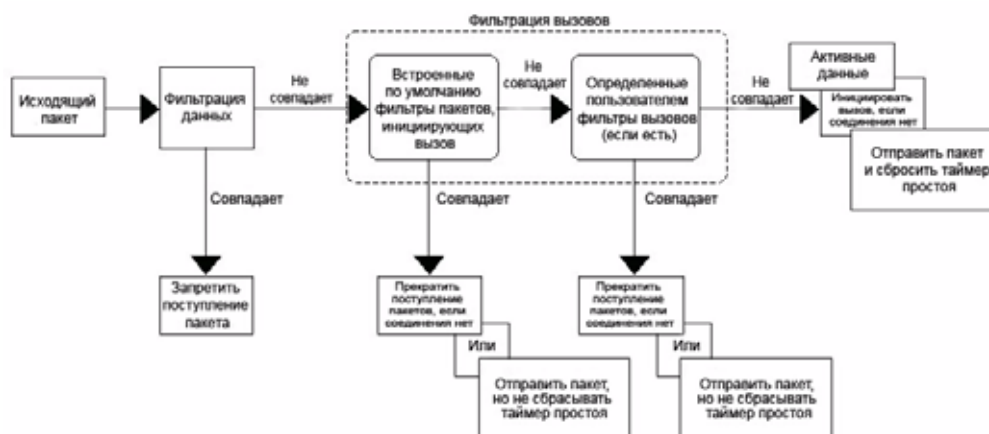 Фильтрация вызовов
Исходящий
пакет
Фильтрация
данных
Не
совпадает
Встроенные
по умолчанию
фильтры пакетов,
инициирующих
вызов
Не
совпадает
Определенные
пользователем
фильтры вызовов
(если есть)
Не
совпадает
Активные
данные
Инициировать
вызов, если
соединения нет
Отправить пакет
и сбросить таймер
простоя
Совпадает
Совпадает
Совпадает
Запретить
поступление
пакета
Прекратить
поступление
пакетов, если
соединения нет
Или
Отправить пакет,
но не сбрасывать
таймер простоя
Прекратить
поступление
пакетов, если
соединения нет
Или
Отправить пакет,
но не сбрасывать
таймер простоя